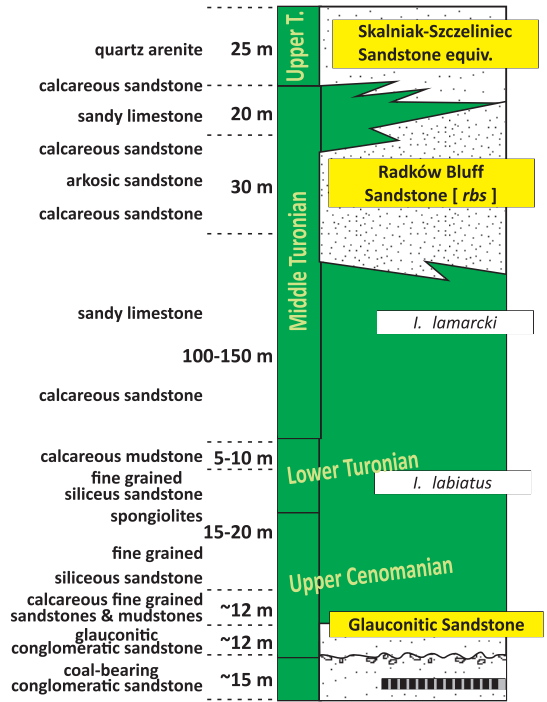 quartz arenite
25 m
Upper T.
Skalniak-Szczeliniec
Sandstone equiv.
calcareous sandstone
sandy limestone
20 m
calcareous sandstone
arkosic sandstone
30 m
calcareous sandstone
Radków Bluff
Sandstone [ rbs ]
Middle Turonian
sandy limestone
I. lamarcki
100-150 m
calcareous sandstone
calcareous mudstone
5-10 m
Lower Turonian
fine grained
siliceus sandstone
I. labiatus
spongiolites
15-20 m
fine grained
siliceous sandstone
Upper Cenomanian
calcareous fine grained
sandstones & mudstones
~12 m
Glauconitic Sandstone
glauconitic
conglomeratic sandstone
~12 m
coal-bearing
conglomeratic sandstone
~15 m